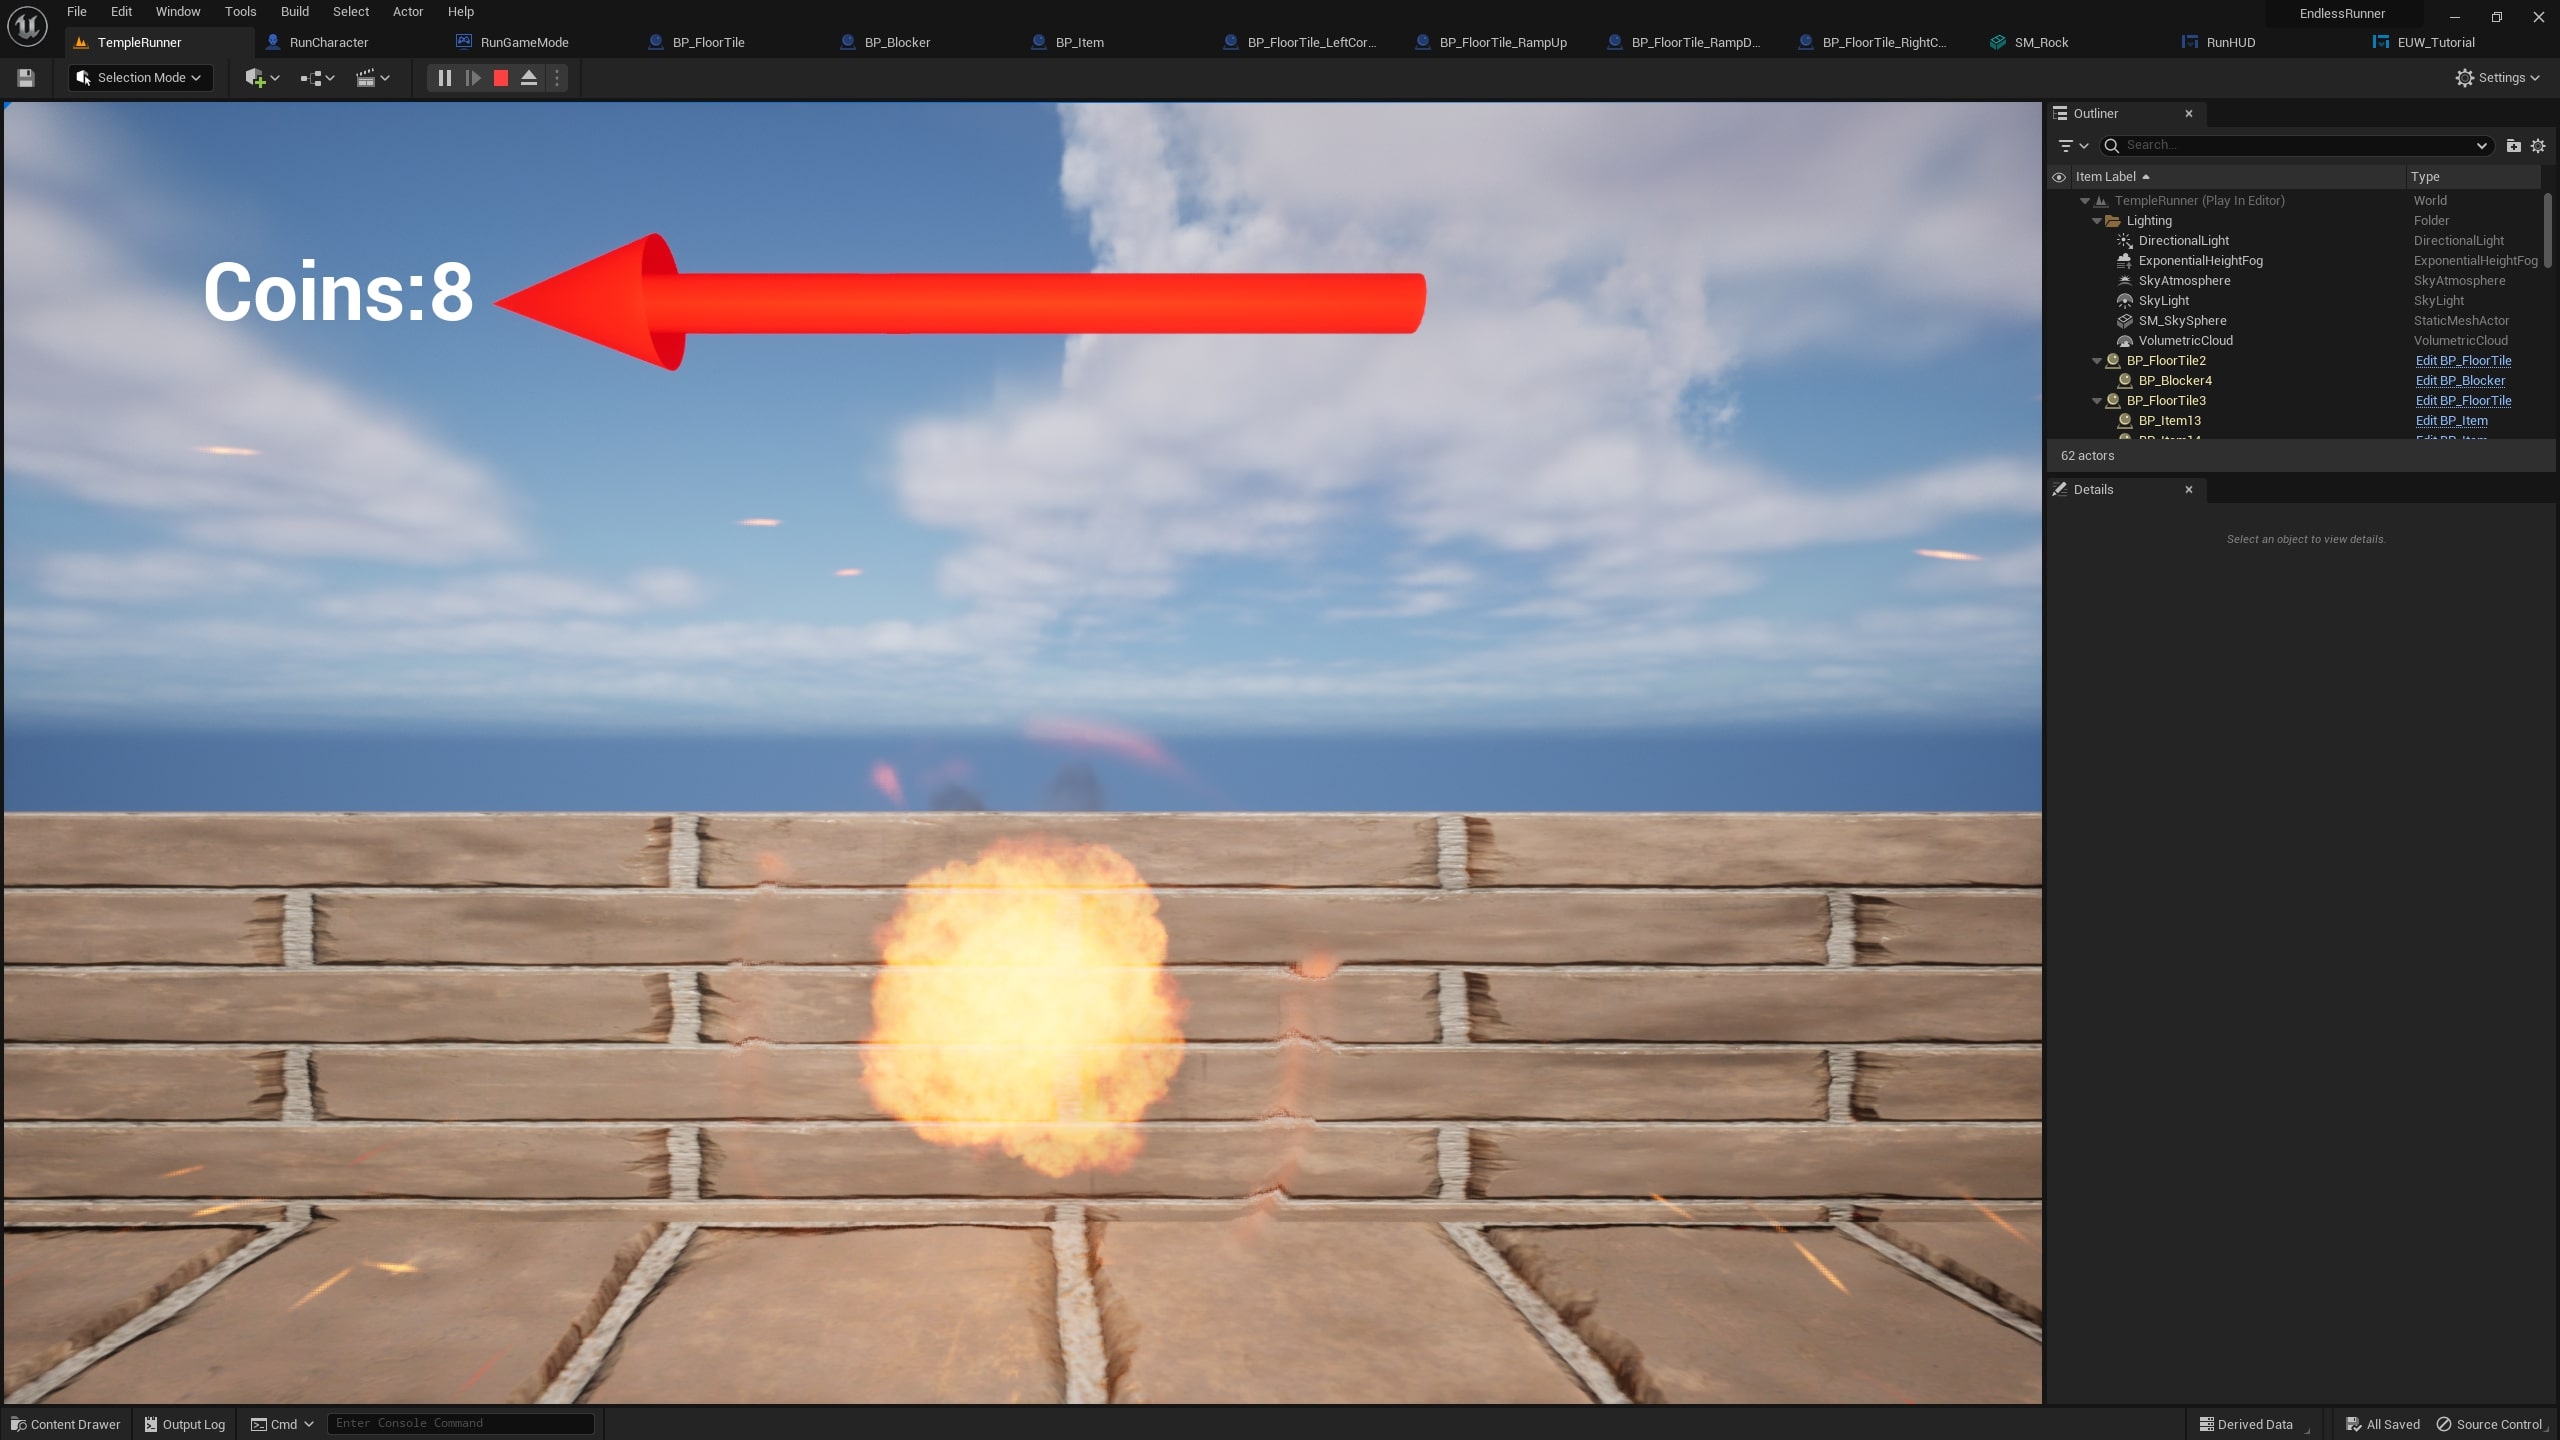 File Edit Window Tools Build Select Actor Help
EndlessRunner
TempleRunner RunCharacter RunGameMode BP_FloorTile BP_Blocker BP_Item BP_FloorTile_LeftCor... BP_FloorTile_RampUp BP_FloorTile_RampD... BP_FloorTile_RightC... SM_Rock RunHUD EUW_Tutorial
Selection Mode
Settings
Coins:8
Outliner
Search...
Item Label Type
TempleRunner (Play In Editor) World
Lighting Folder
DirectionalLight DirectionalLight
ExponentialHeightFog ExponentialHeightFog
SkyAtmosphere SkyAtmosphere
SkyLight SkyLight
SM_SkySphere StaticMeshActor
VolumetricCloud VolumetricCloud
BP_FloorTile2 Edit BP_FloorTile
BP_Blocker4 Edit BP_Blocker
BP_FloorTile3 Edit BP_FloorTile
BP_Item13 Edit BP_Item
62 actors
Details
Select an object to view details.
Content Drawer Output Log Cmd Enter Console Command
Derived Data All Saved Source Control